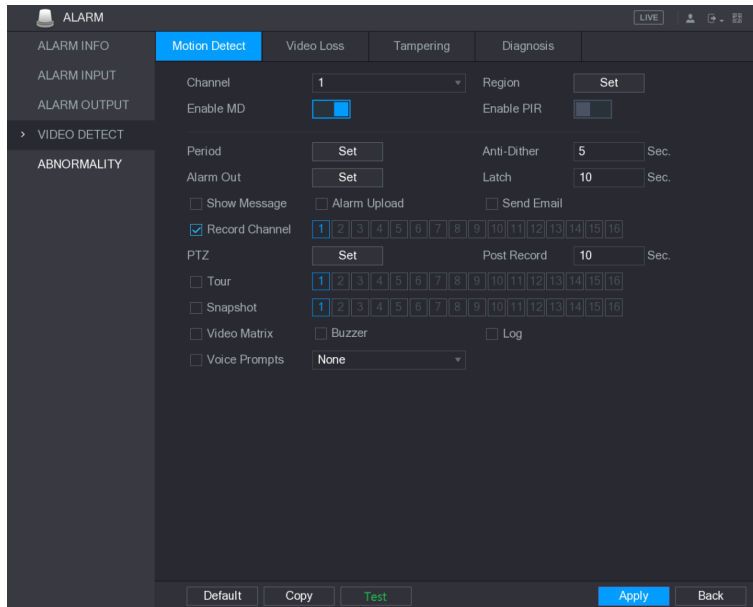 ALARM LIVE
ALARM INFO
ALARM INPUT
ALARM OUTPUT
> VIDEO DETECT
ABNORMALITY
Motion Detect Video Loss Tampering Diagnosis
Channel 1 Region Set
Enable MD Enable PIR
Period Set Anti-Dither 5 Sec.
Alarm Out Set Latch 10 Sec.
Show Message Alarm Upload Send Email
Record Channel 1 2 3 4 5 6 7 8 9 10 11 12 13 14 15 16
PTZ Set Post Record 10 Sec.
Tour 1 2 3 4 5 6 7 8 9 10 11 12 13 14 15 16
Snapshot 1 2 3 4 5 6 7 8 9 10 11 12 13 14 15 16
Video Matrix Buzzer Log
Voice Prompts None
Default Copy Test Apply Back